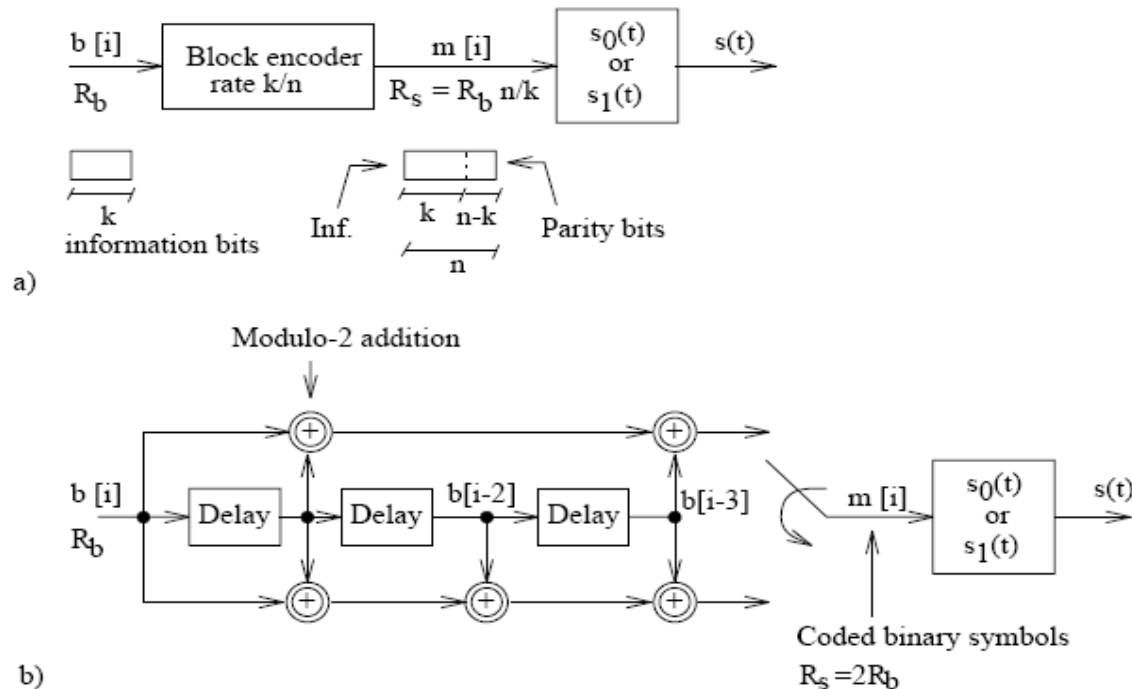 b [i]
R_b
Block encoder
rate k/n
m [i]
R_s = R_b n/k
s_0(t)
or
s_1(t)
s(t)
k
information bits
Inf.
k
n-k
n
Parity bits
a)
Modulo-2 addition
+
+
b [i]
R_b
Delay
Delay
b[i-2]
Delay
b[i-3]
+
+
+
m [i]
s_0(t)
or
s_1(t)
s(t)
Coded binary symbols
R_s=2R_b
b)